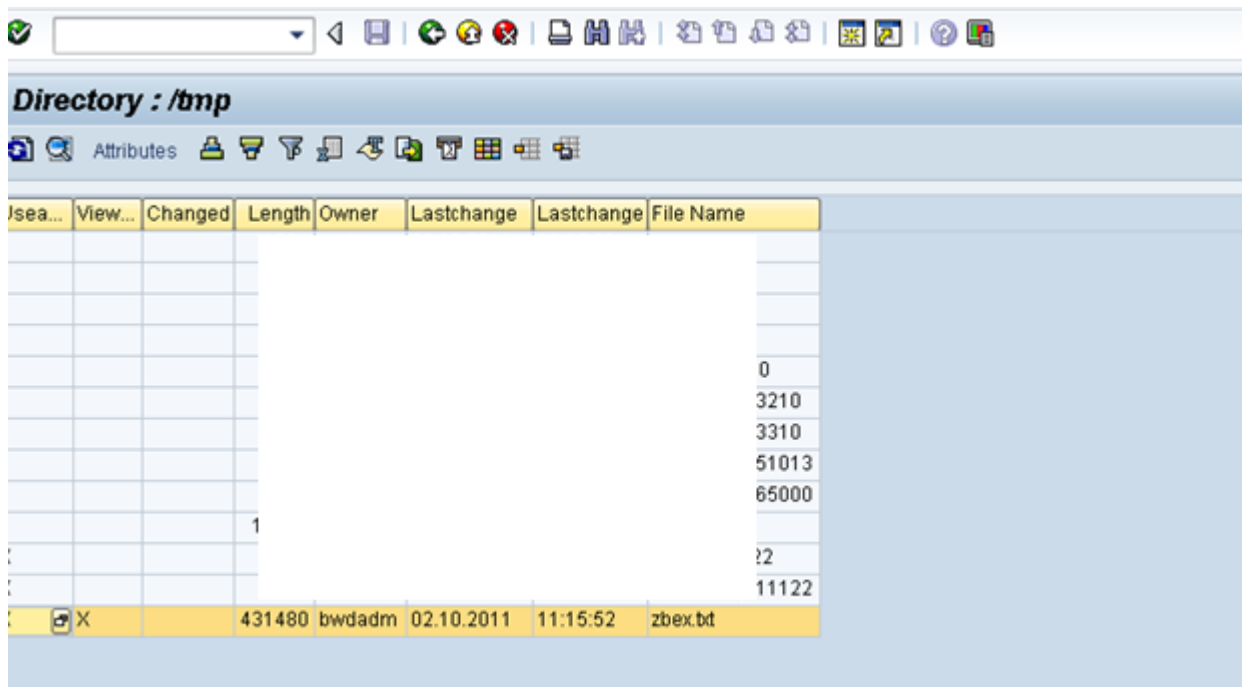 Directory : /tmp
Attributes
Usea... View... Changed Length Owner Lastchange Lastchange File Name
0
3210
3310
51013
65000
1
22
11122
X X 431480 bwdadm 02.10.2011 11:15:52 zbex.txt